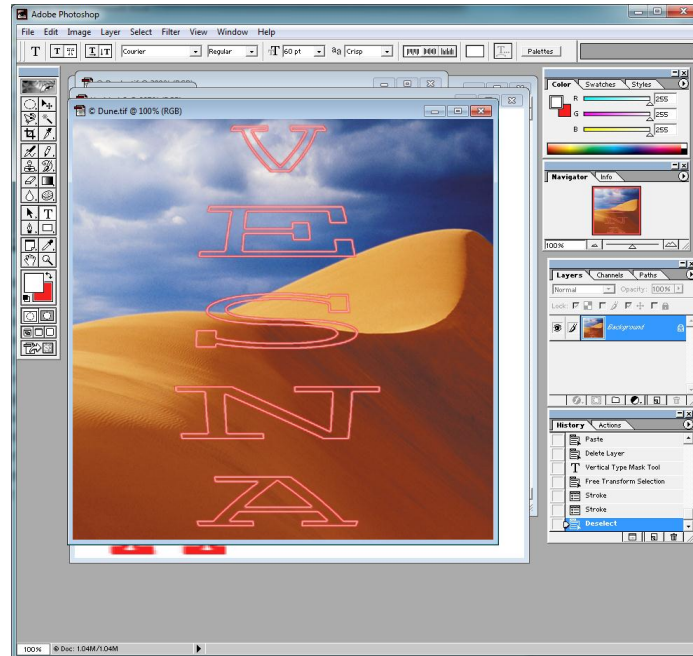 Adobe Photoshop
File Edit Image Layer Select Filter View Window Help
T Courier Regular T 60 pt aa Crisp Palettes
© Dune.tif @ 100% (RGB)
V
E
S
N
A
Color Swatches Styles
R 255
G 255
B 255
Navigator Info
100%
Layers Channels Paths
Normal Opacity: 100%
Lock:
Background
History Actions
Paste
Delete Layer
T Vertical Type Mask Tool
Free Transform Selection
Stroke
Stroke
Deselect
100% Doc: 1.04M/1.04M